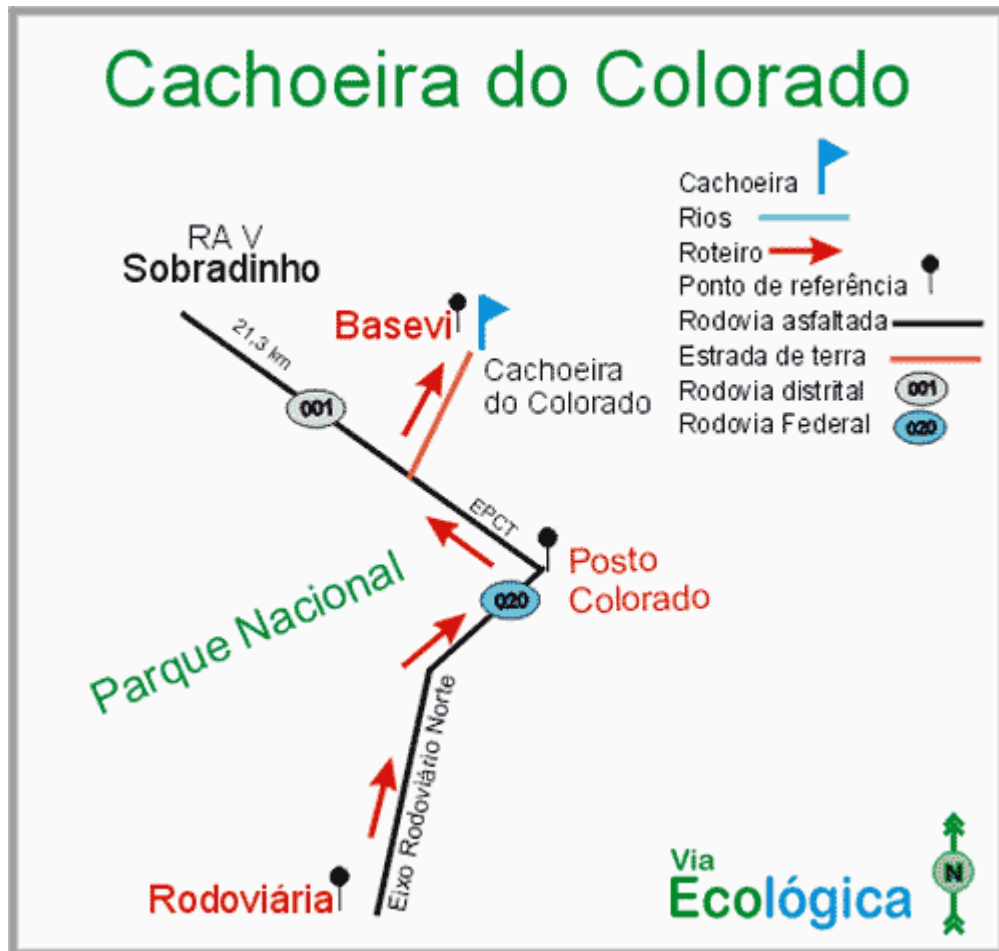 Cachoeira do Colorado
Cachoeira
Rios
Roteiro
Ponto de referência
Rodovia asfaltada
Estrada de terra
Rodovia distrital 001
Rodovia Federal 020
RA V
Sobradinho
21,3 km
001
Basevi
Cachoeira
do Colorado
EPCT
Posto
Colorado
020
Parque Nacional
Eixo Rodoviário Norte
Rodoviária
Via
Ecológica
N